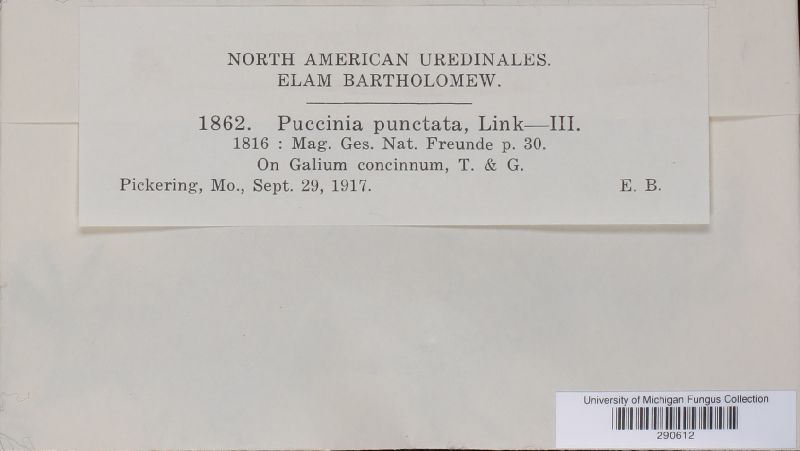 NORTH AMERICAN UREDINALES.
ELAM BARTHOLOMEW.
1862. Puccinia punctata, Link—III.
1816 : Mag. Ges. Nat. Freunde p. 30.
On Galium concinnum, T. & G.
Pickering, Mo., Sept. 29, 1917. E. B.
University of Michigan Fungus Collection
290612